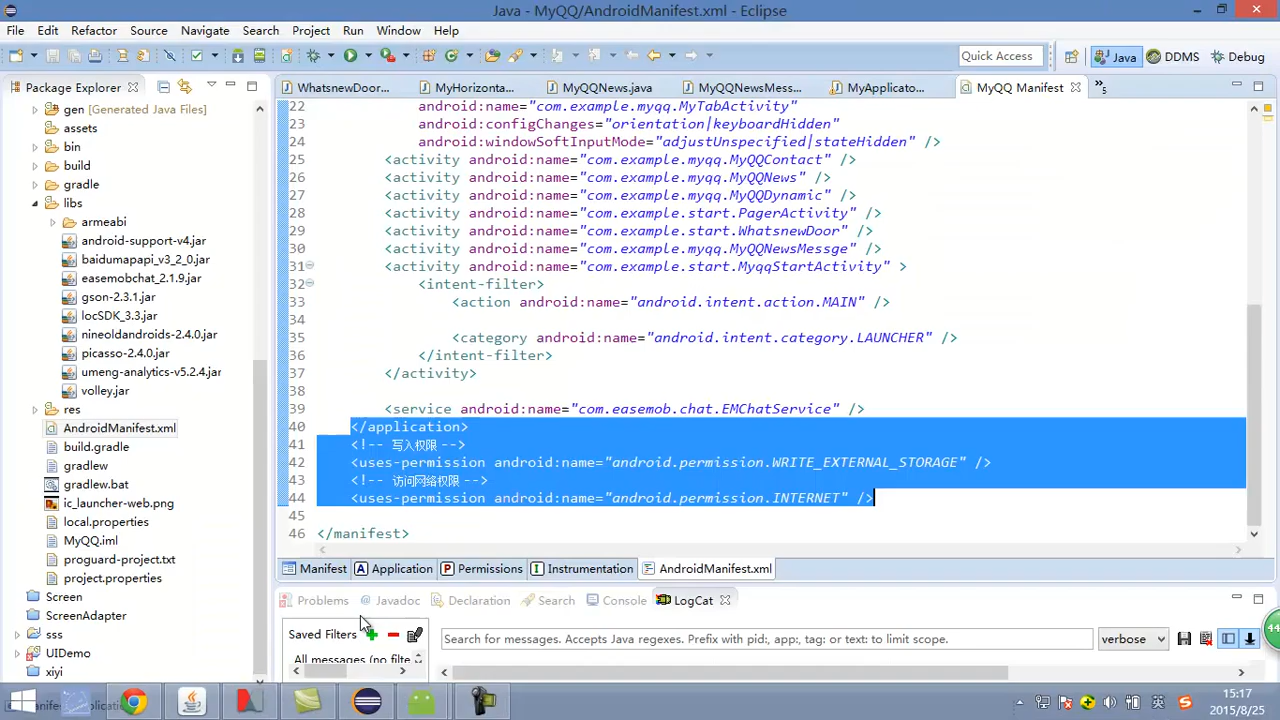 Java - MyQQ/AndroidManifest.xml - Eclipse
File Edit Refactor Source Navigate Search Project Run Window Help
Quick Access Java DDMS Debug
Package Explorer
WhatsnewDoor... MyHorizonta... MyQQNews.java MyQQNewsMess... MyApplicato... MyQQ Manifest »5
gen [Generated Java Files]
assets
bin
build
gradle
libs
armeabi
android-support-v4.jar
baidumapapi_v3_2_0.jar
easemobchat_2.1.9.jar
gson-2.3.1.jar
locSDK_3.3.jar
nineoldandroids-2.4.0.jar
picasso-2.4.0.jar
umeng-analytics-v5.2.4.jar
volley.jar
res
AndroidManifest.xml
build.gradle
gradlew
gradlew.bat
ic_launcher-web.png
local.properties
MyQQ.iml
proguard-project.txt
project.properties
Screen
ScreenAdapter
sss
UIDemo
xiyi
22 android:name="com.example.myqq.MyTabActivity"
23 android:configChanges="orientation|keyboardHidden"
24 android:windowSoftInputMode="adjustUnspecified|stateHidden" />
25 <activity android:name="com.example.myqq.MyQQContact" />
26 <activity android:name="com.example.myqq.MyQQNews" />
27 <activity android:name="com.example.myqq.MyQQDynamic" />
28 <activity android:name="com.example.start.PagerActivity" />
29 <activity android:name="com.example.start.WhatsnewDoor" />
30 <activity android:name="com.example.myqq.MyQQNewsMessge" />
31 <activity android:name="com.example.start.MyqqStartActivity" >
32 <intent-filter>
33 <action android:name="android.intent.action.MAIN" />
34
35 <category android:name="android.intent.category.LAUNCHER" />
36 </intent-filter>
37 </activity>
38
39 <service android:name="com.easemob.chat.EMChatService" />
40 </application>
41 <!-- 写入权限 -->
42 <uses-permission android:name="android.permission.WRITE_EXTERNAL_STORAGE" />
43 <!-- 访问网络权限 -->
44 <uses-permission android:name="android.permission.INTERNET" />
45
46 </manifest>
Manifest Application Permissions Instrumentation AndroidManifest.xml
Problems Javadoc Declaration Search Console LogCat
Saved Filters
Search for messages. Accepts Java regexes. Prefix with pid:, app:, tag: or text: to limit scope.
verbose
All messages (no filte
44
英
15:17
2015/8/25